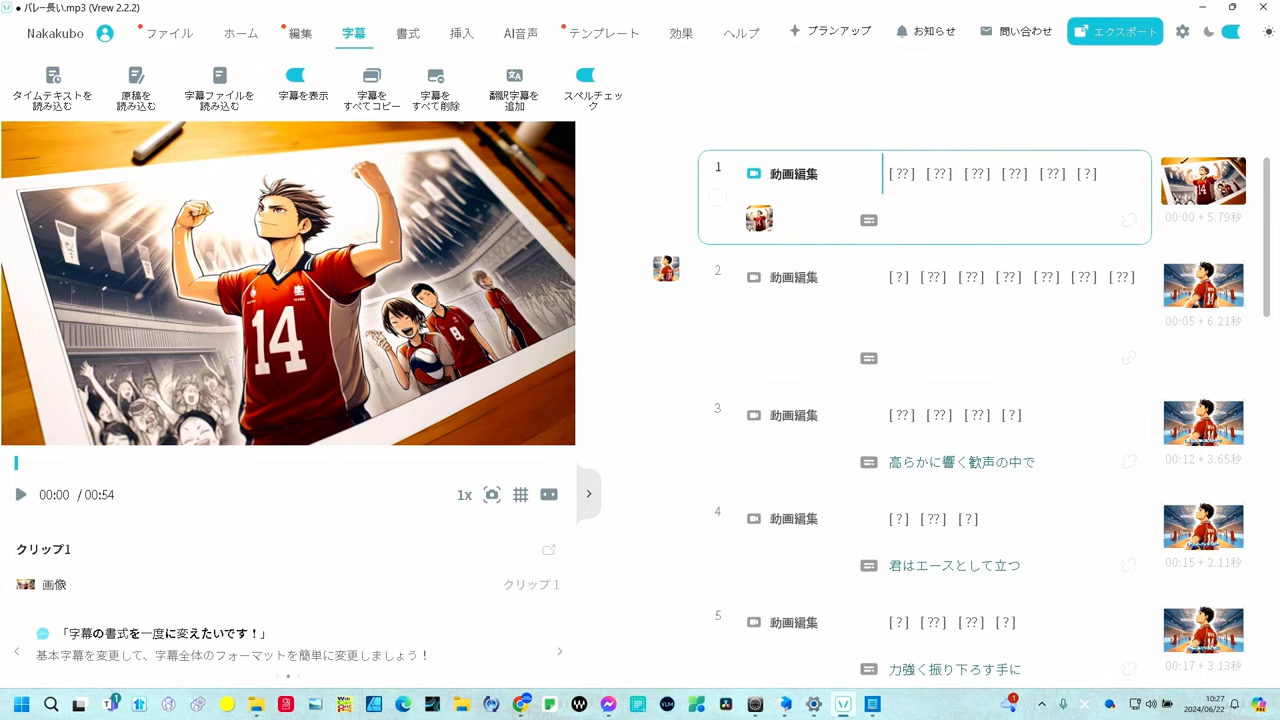 ● バレー長い.mp3 (Vrew 2.2.2)
Nakakubo ファイル ホーム 編集 字幕 書式 挿入 AI音声 テンプレート 効果 ヘルプ プランアップ お知らせ 問い合わせ エクスポート
タイムテキストを
読み込む
原稿を
読み込む
字幕ファイルを
読み込む
字幕を表示
字幕を
すべてコピー
字幕を
すべて削除
翻訳字幕を
追加
スペルチェッ
ク
14
8
00:00 / 00:54
1x
クリップ1
画像 クリップ 1
「字幕の書式を一度に変えたいです！」
基本字幕を変更して、字幕全体のフォーマットを簡単に変更しましょう！
1 動画編集 [ ?? ] [ ?? ] [ ?? ] [ ?? ] [ ?? ] [ ? ]
00:00 + 5.79秒
2 動画編集 [ ? ] [ ?? ] [ ?? ] [ ?? ] [ ?? ] [ ?? ] [ ?? ]
00:05 + 6.21秒
3 動画編集 [ ?? ] [ ?? ] [ ?? ] [ ? ]
高らかに響く歓声の中で
00:12 + 3.65秒
4 動画編集 [ ? ] [ ?? ] [ ? ]
君はエースとして立つ
00:15 + 2.11秒
5 動画編集 [ ? ] [ ?? ] [ ?? ] [ ? ]
力強く振り下ろす手に
00:17 + 3.13秒
10:27
2024/06/22